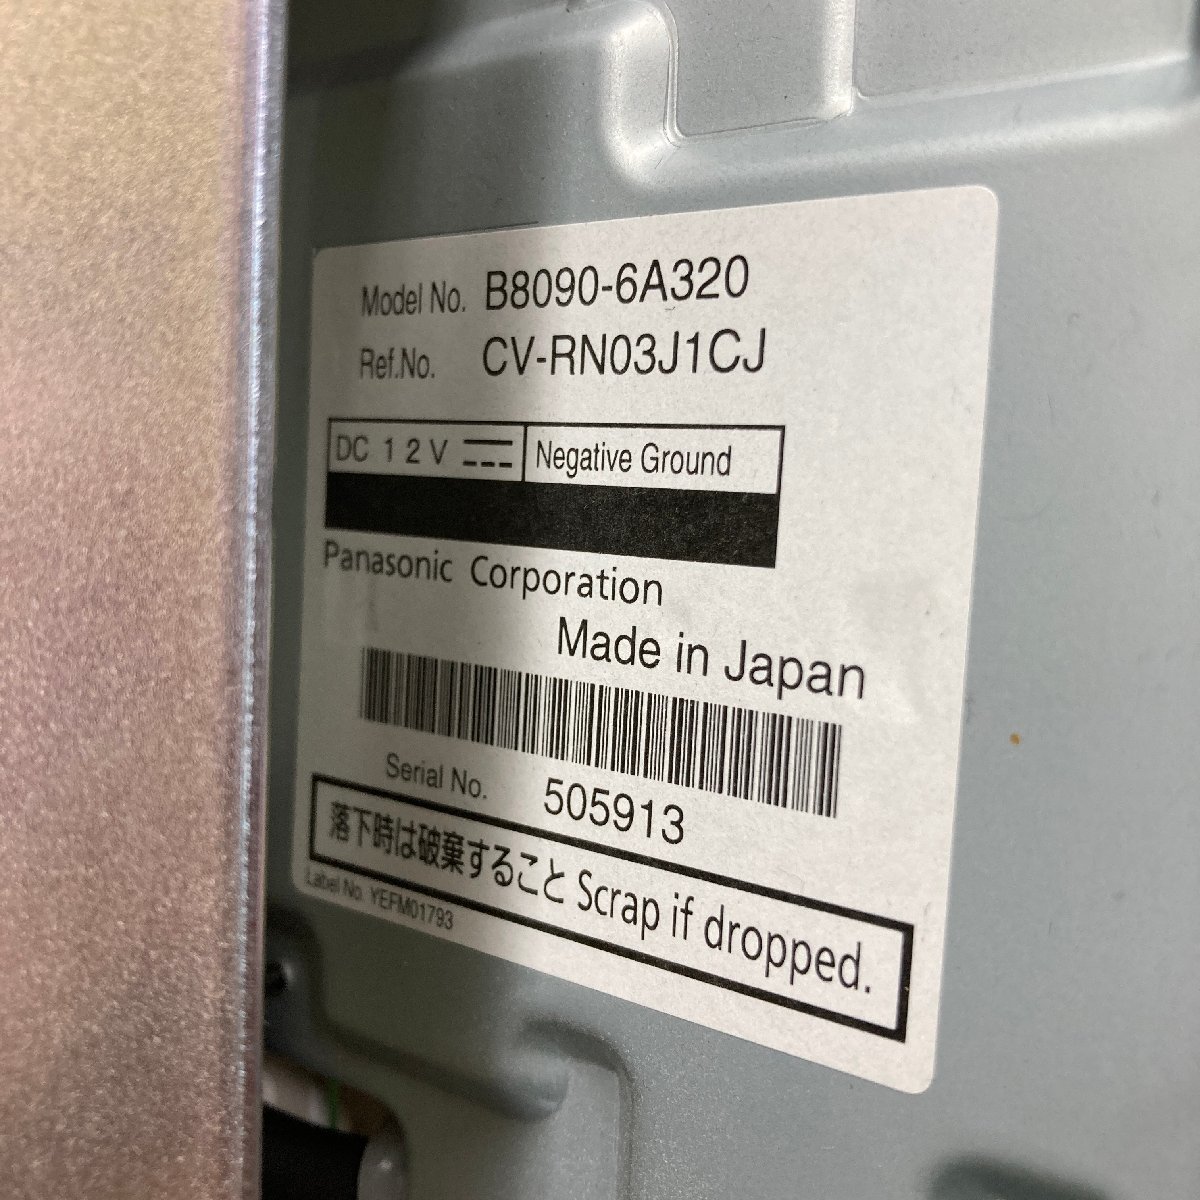 Model No. B8090-6A320
Ref.No. CV-RN03J1CJ
DC 12V Negative Ground
Panasonic Corporation
Made in Japan
Serial No. 505913
落下時は破棄すること Scrap if dropped.
Label No. YEFM01793